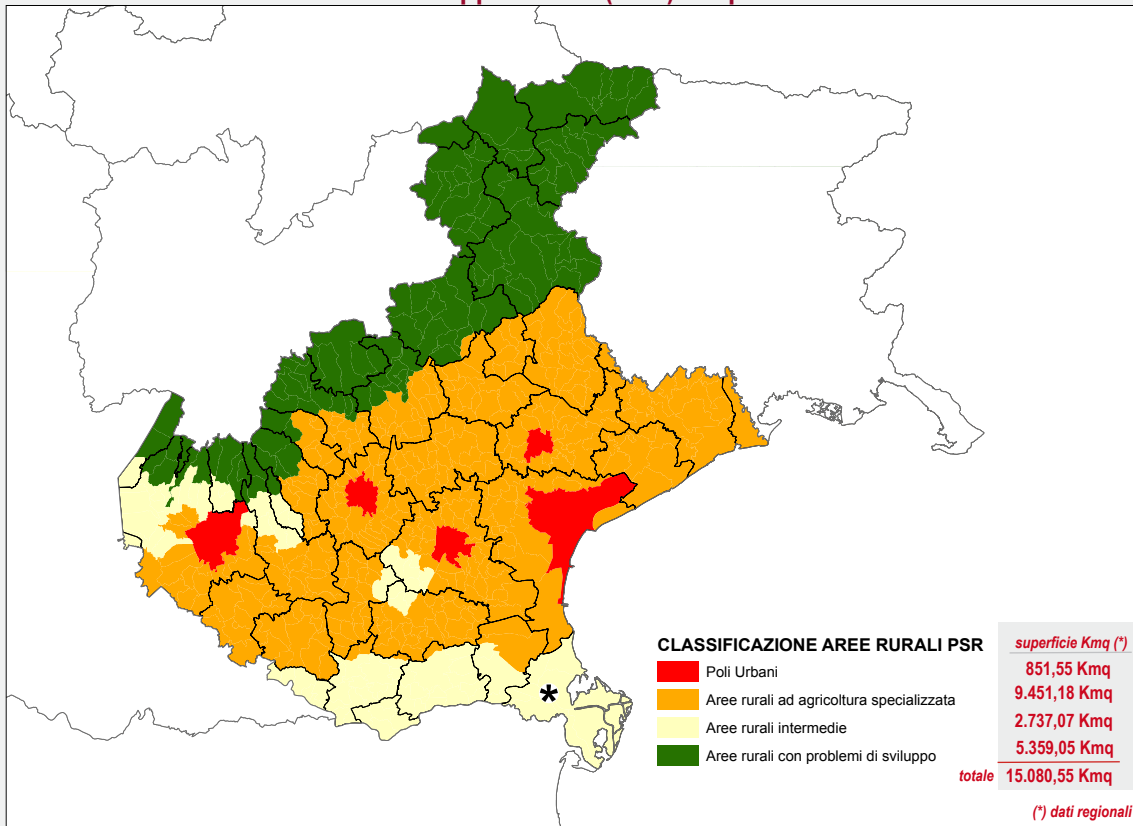 CLASSIFICAZIONE AREE RURALI PSR
superficie Kmq (*)
Poli Urbani
851,55 Kmq
Aree rurali ad agricoltura specializzata
9.451,18 Kmq
Aree rurali intermedie
2.737,07 Kmq
Aree rurali con problemi di sviluppo
5.359,05 Kmq
totale 15.080,55 Kmq
(*) dati regionali
*